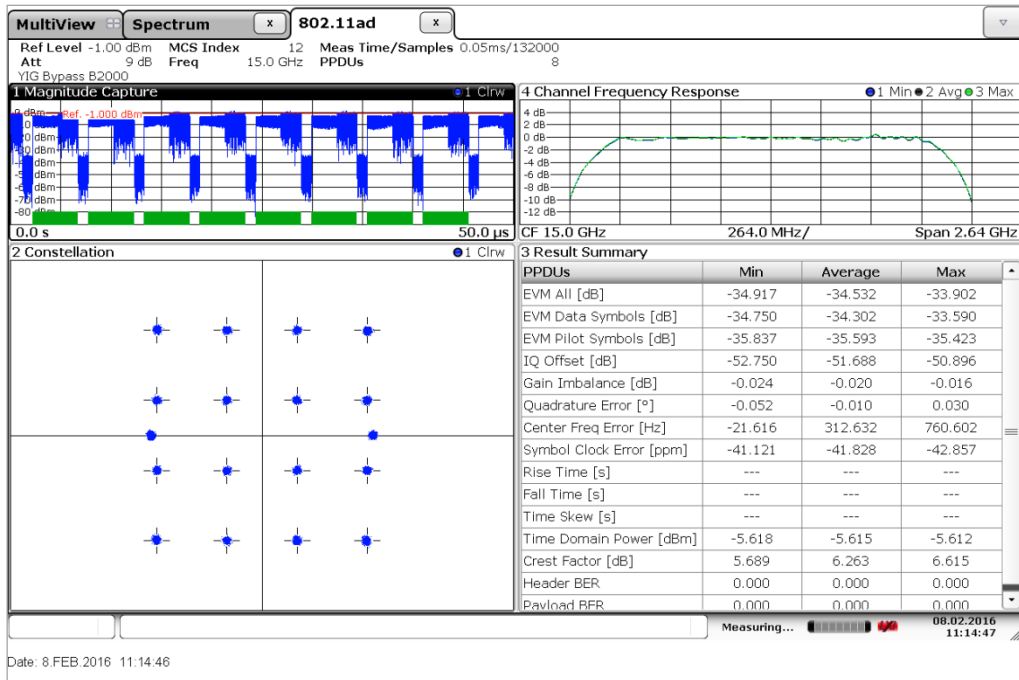 MultiView Spectrum x 802.11ad x
Ref Level -1.00 dBm MCS Index 12 Meas Time/Samples 0.05ms/132000
Att 9 dB Freq 15.0 GHz PPDUs 8
YIG Bypass B2000
1 Magnitude Capture 1 Clrw
Ref. -1.000 dBm
0.0 s 50.0 µs
4 Channel Frequency Response 1 Min 2 Avg 3 Max
4 dB
2 dB
0 dB
-2 dB
-4 dB
-6 dB
-8 dB
-10 dB
-12 dB
CF 15.0 GHz 264.0 MHz/ Span 2.64 GHz
2 Constellation 1 Clrw
3 Result Summary
PPDUs Min Average Max
EVM All [dB] -34.917 -34.532 -33.902
EVM Data Symbols [dB] -34.750 -34.302 -33.590
EVM Pilot Symbols [dB] -35.837 -35.593 -35.423
IQ Offset [dB] -52.750 -51.688 -50.896
Gain Imbalance [dB] -0.024 -0.020 -0.016
Quadrature Error [°] -0.052 -0.010 0.030
Center Freq Error [Hz] -21.616 312.632 760.602
Symbol Clock Error [ppm] -41.121 -41.828 -42.857
Rise Time [s] --- --- ---
Fall Time [s] --- --- ---
Time Skew [s] --- --- ---
Time Domain Power [dBm] -5.618 -5.615 -5.612
Crest Factor [dB] 5.689 6.263 6.615
Header BER 0.000 0.000 0.000
Payload BER 0.000 0.000 0.000
Measuring... 08.02.2016
11:14:47
Date: 8.FEB.2016 11:14:46